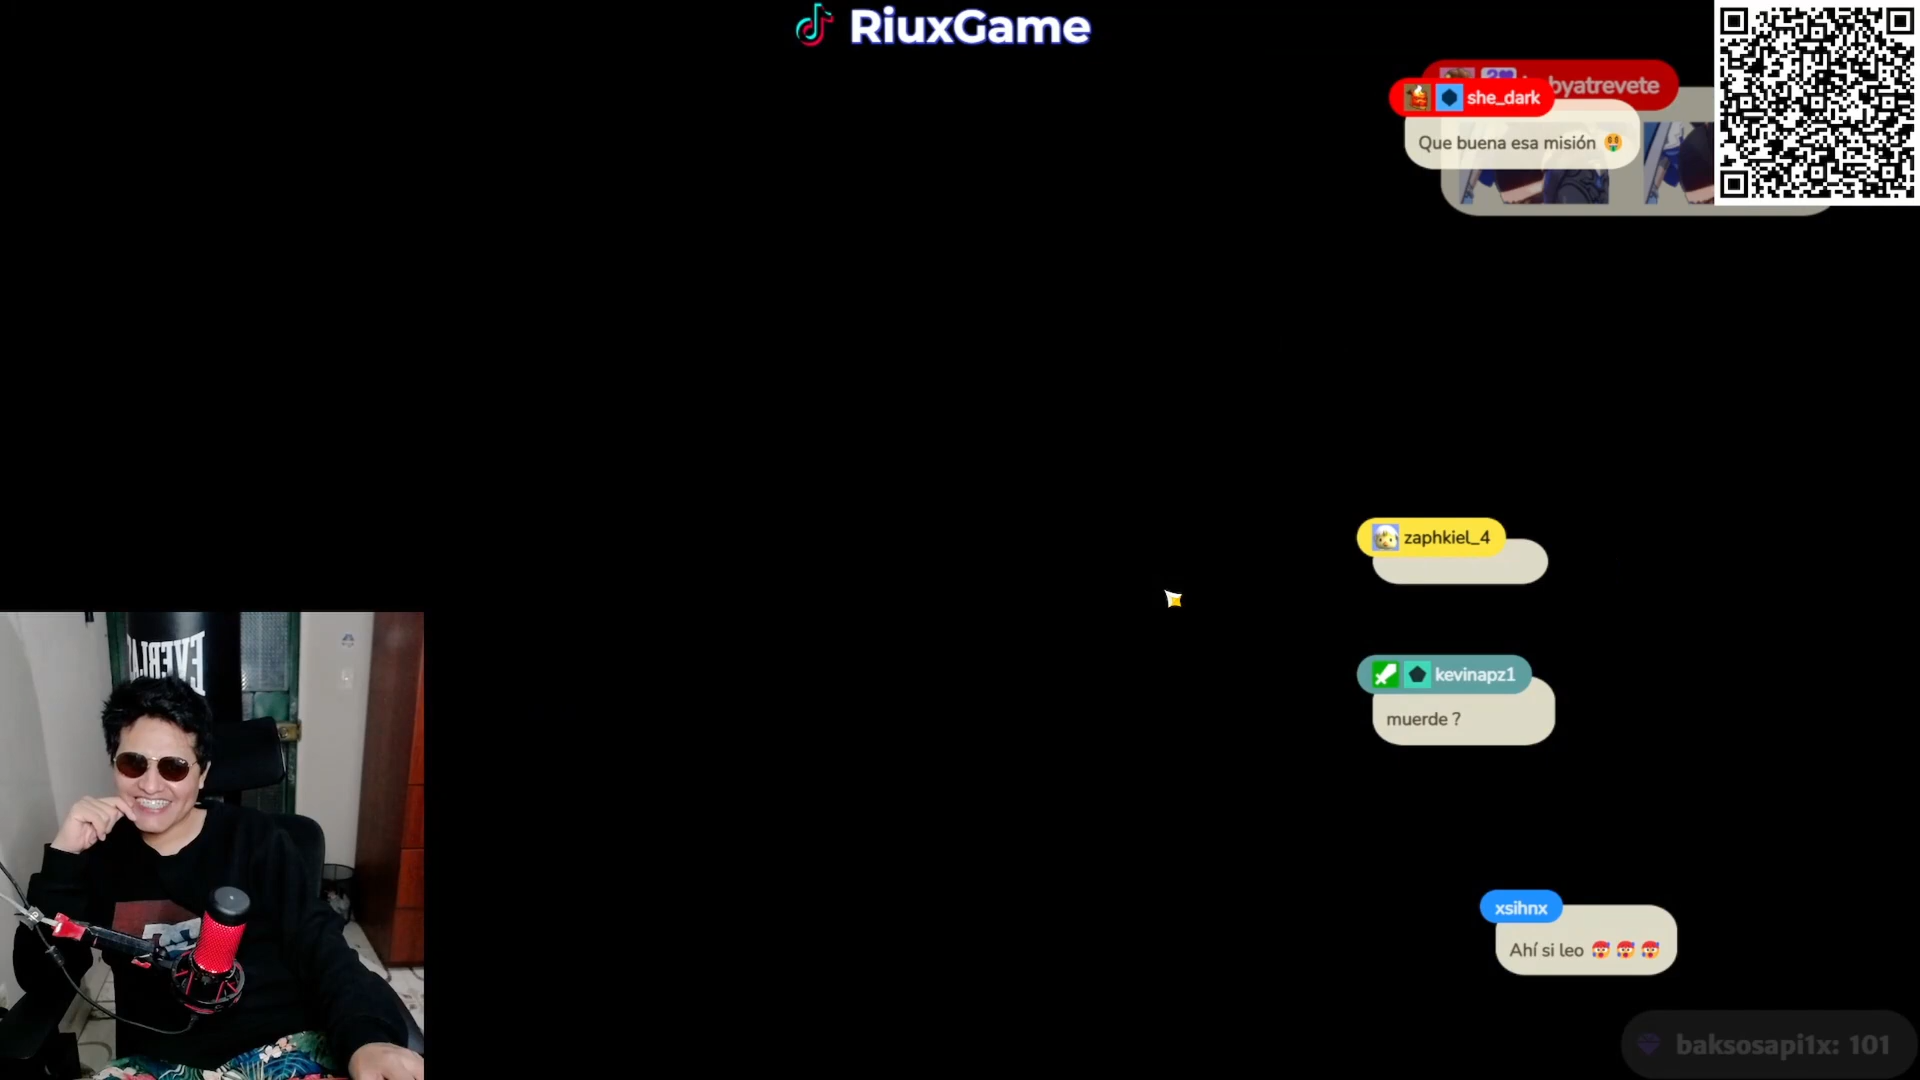 RiuxGame
byatrevete
she_dark
Que buena esa misión
zaphkiel_4
kevinapz1
muerde ?
xsihnx
Ahí si leo
baksosapi1x: 101